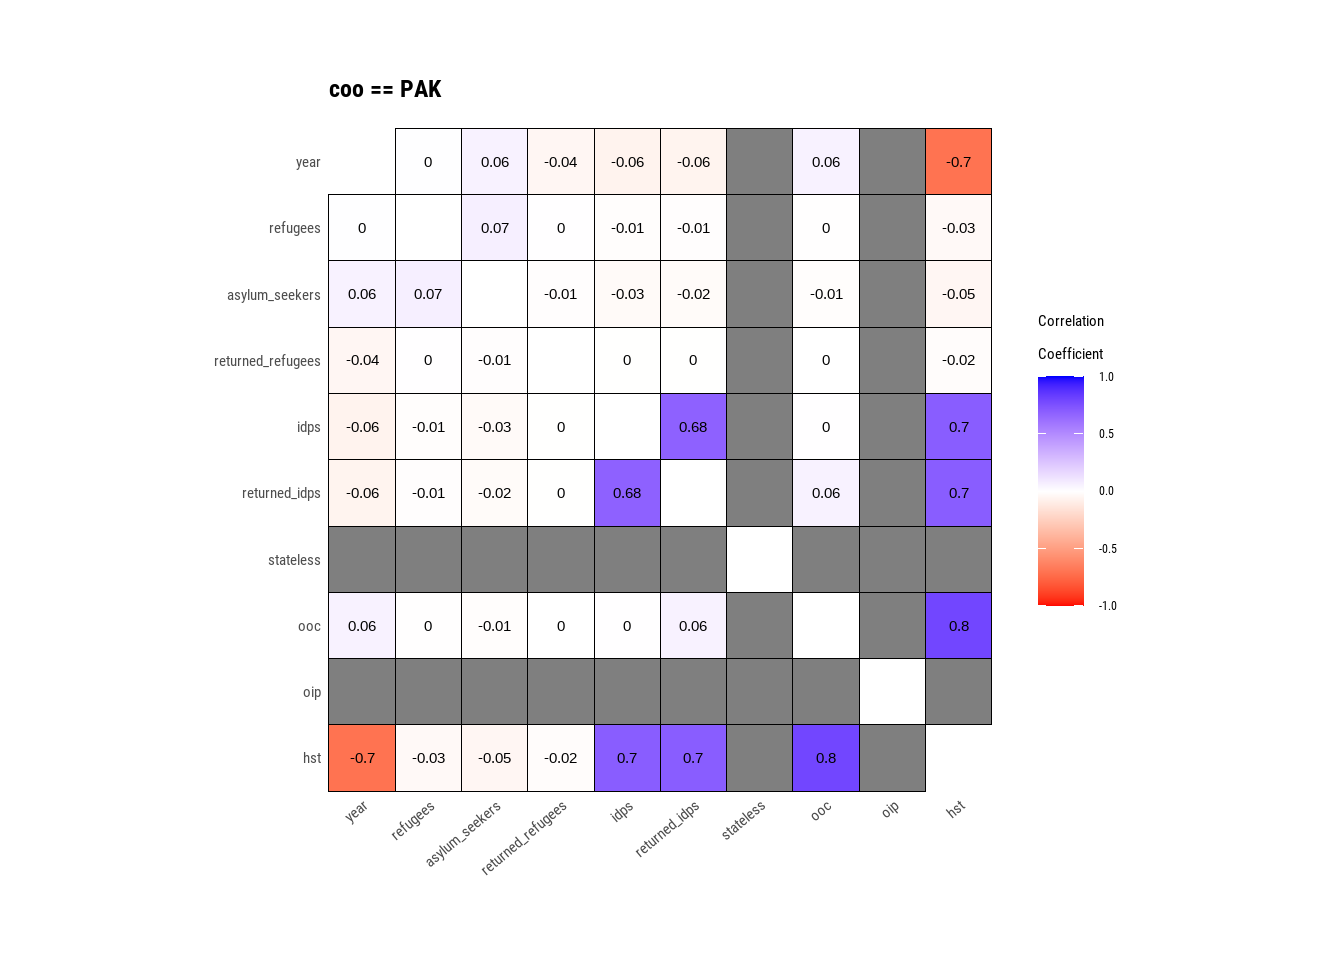 coo == PAK
year 0 0.06 -0.04 -0.06 -0.06 0.06 -0.7
refugees 0 0.07 0 -0.01 -0.01 0 -0.03
asylum_seekers 0.06 0.07 -0.01 -0.03 -0.02 -0.01 -0.05
returned_refugees -0.04 0 -0.01 0 0 0 -0.02
idps -0.06 -0.01 -0.03 0 0.68 0 0.7
returned_idps -0.06 -0.01 -0.02 0 0.68 0.06 0.7
stateless
ooc 0.06 0 -0.01 0 0 0.06 0.8
oip
hst -0.7 -0.03 -0.05 -0.02 0.7 0.7 0.8
year refugees asylum_seekers returned_refugees idps returned_idps stateless ooc oip hst
Correlation
Coefficient
1.0
0.5
0.0
-0.5
-1.0